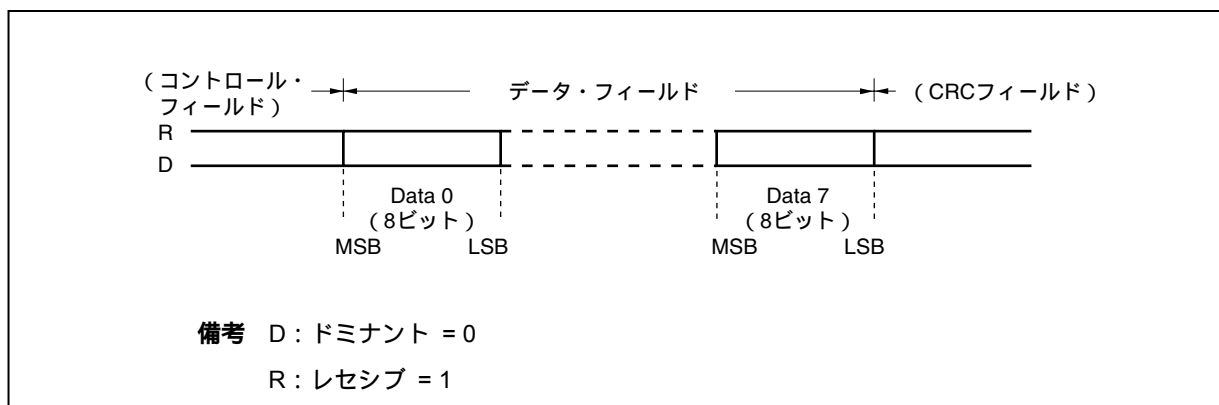 (コントロール・
フィールド)
データ・フィールド
(CRCフィールド)
R
D
Data 0
(8ビット)
MSB
LSB
Data 7
(8ビット)
MSB
LSB
備考 D:ドミナント = 0
R:レセシブ = 1